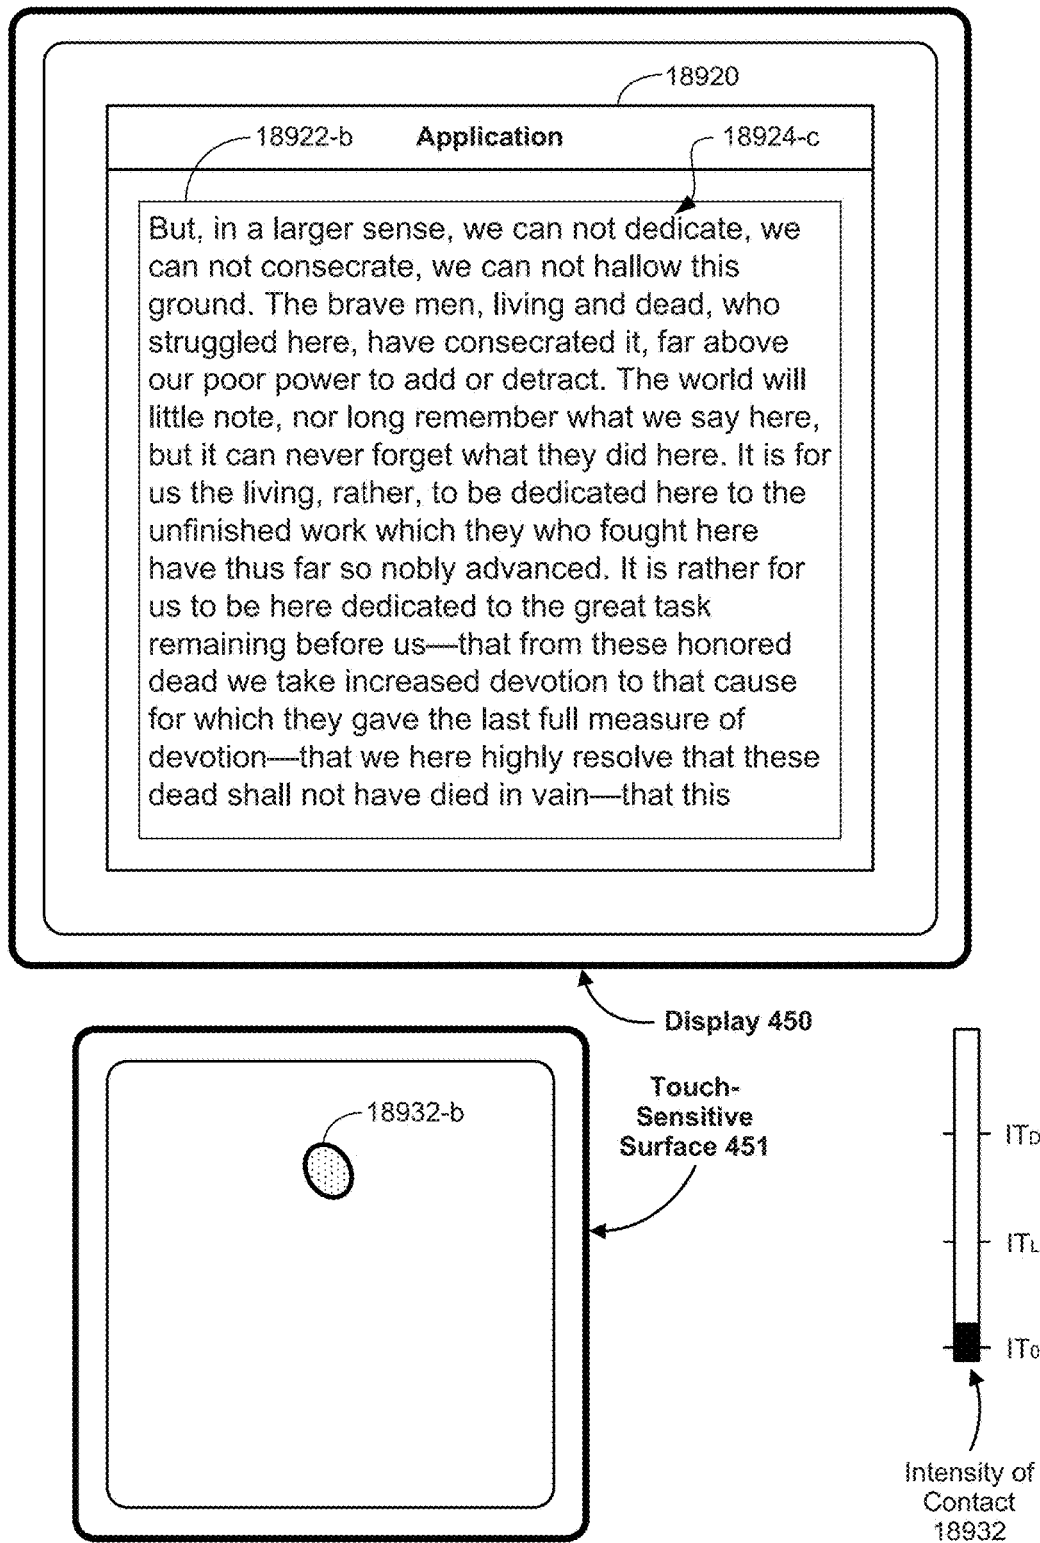 18920
18922-b
Application
18924-c
But, in a larger sense, we can not dedicate, we
can not consecrate, we can not hallow this
ground. The brave men, living and dead, who
struggled here, have consecrated it, far above
our poor power to add or detract. The world will
little note, nor long remember what we say here,
but it can never forget what they did here. It is for
us the living, rather, to be dedicated here to the
unfinished work which they who fought here
have thus far so nobly advanced. It is rather for
us to be here dedicated to the great task
remaining before us—that from these honored
dead we take increased devotion to that cause
for which they gave the last full measure of
devotion—that we here highly resolve that these
dead shall not have died in vain—that this
Display 450
Touch-
Sensitive
Surface 451
18932-b
ITD
ITL
IT0
Intensity of
Contact
18932